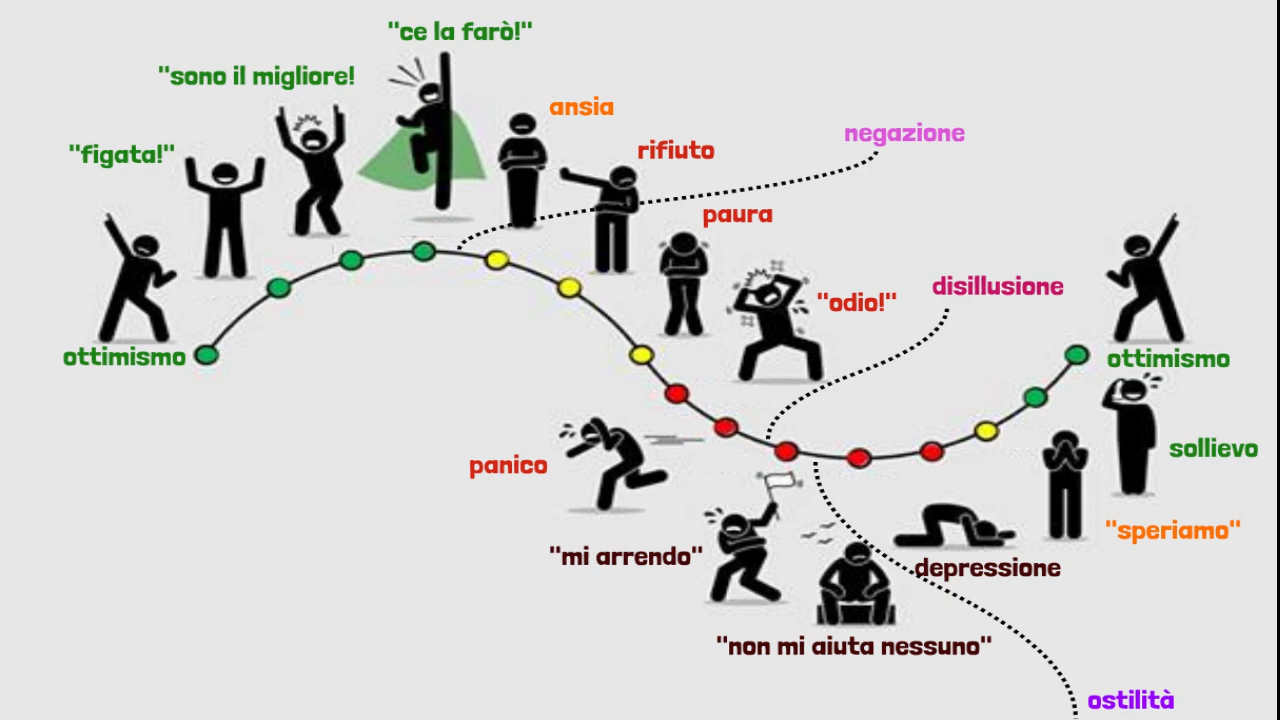 "ce la farò!"
"sono il migliore!
"figata!"
ottimismo
ansia
rifiuto
negazione
paura
"odio!"
disillusione
panico
"mi arrendo"
"non mi aiuta nessuno"
depressione
ostilità
"speriamo"
sollievo
ottimismo